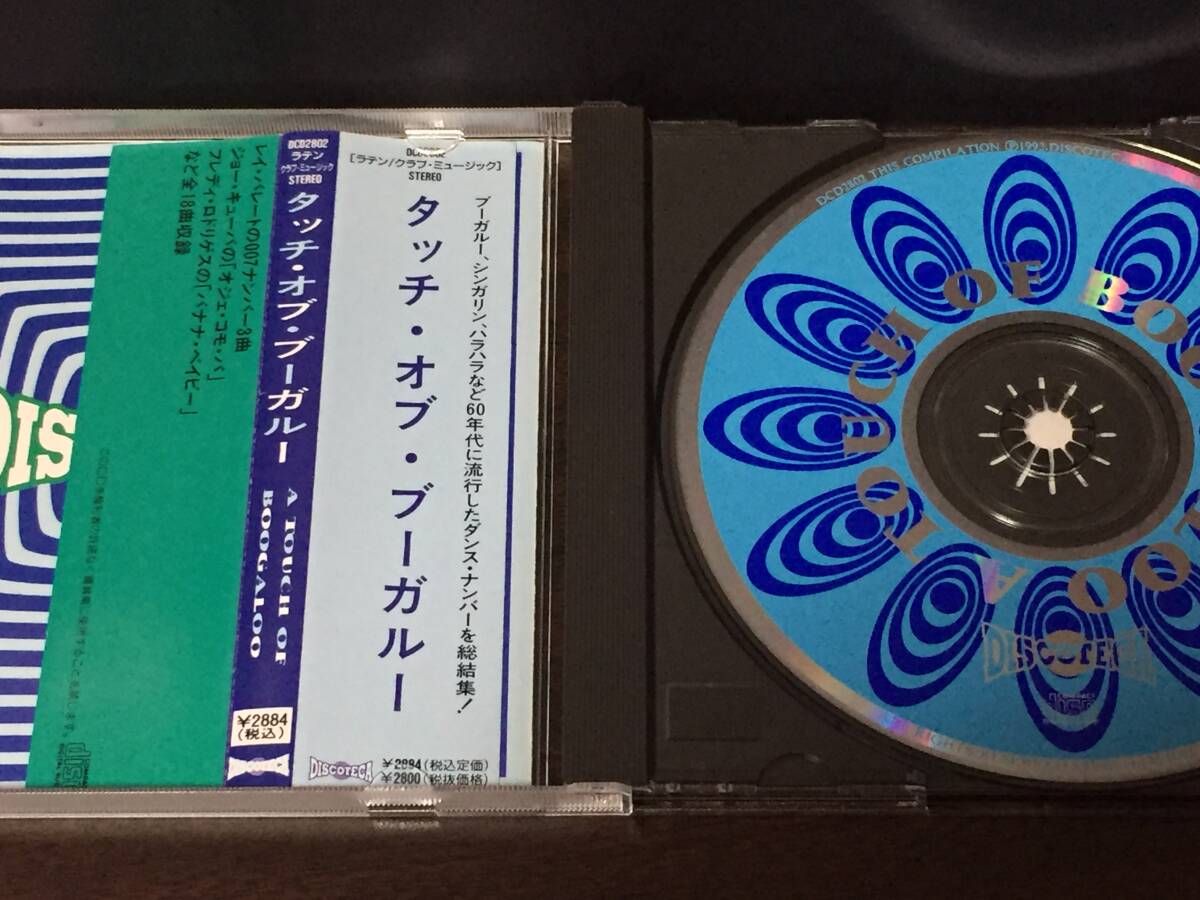 DIS
レイ・バレートの007ナンバー3曲
ジョー・キューバの「オジェ・コモ・バ」
フレディ・ロドリゲスの「バナナ・ベイビー」
など全18曲収録
DCD2802
ラテン
クラブ・ミュージック
STEREO
タッチ・オブ・ブーガルー
A TOUCH OF
BOOGALOO
¥2884
(税込)
DISCOTECA
DCD2802
[ラテン/クラブ・ミュージック]
STEREO
ブーガルー、シンガリン、ハラハラなど60年代に流行したダンス・ナンバーを総結集!
タッチ・オブ・ブーガルー
DISCOTECA
¥2884(税込定価)
¥2800(税抜価格)
DCD2802 THIS COMPILATION ℗1993 DISCOTEC
A TOUCH OF BOO
OO
DISCOTECA